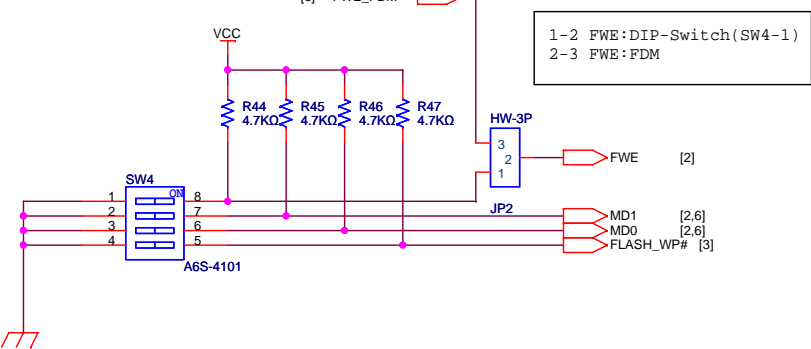 1-2 FWE:DIP-Switch(SW4-1)
2-3 FWE:FDM
VCC
R44
4.7KΩ
R45
4.7KΩ
R46
4.7KΩ
R47
4.7KΩ
HW-3P
3
2
1
JP2
FWE [2]
SW4
ON
1 8
2 7
3 6
4 5
A6S-4101
MD1 [2,6]
MD0 [2,6]
FLASH_WP# [3]